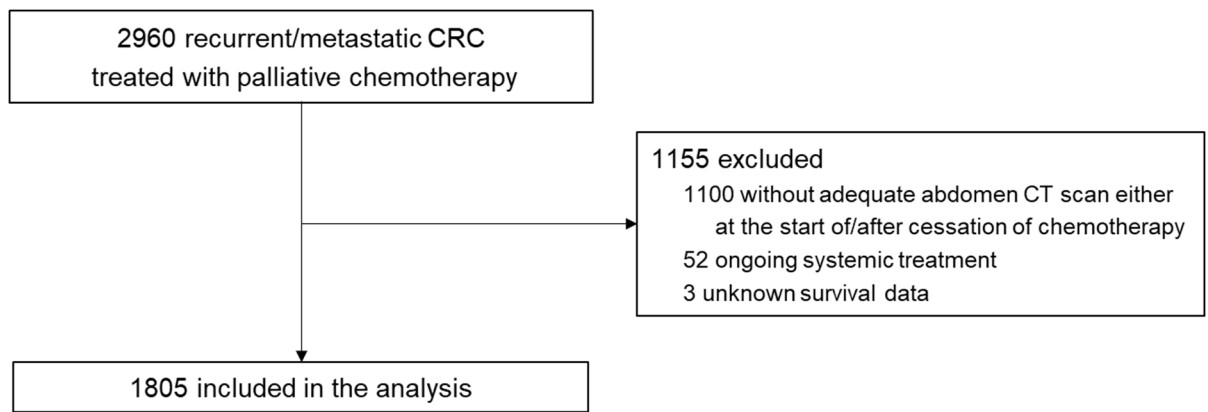 2960 recurrent/metastatic CRC
treated with palliative chemotherapy
1155 excluded
1100 without adequate abdomen CT scan either
at the start of/after cessation of chemotherapy
52 ongoing systemic treatment
3 unknown survival data
1805 included in the analysis